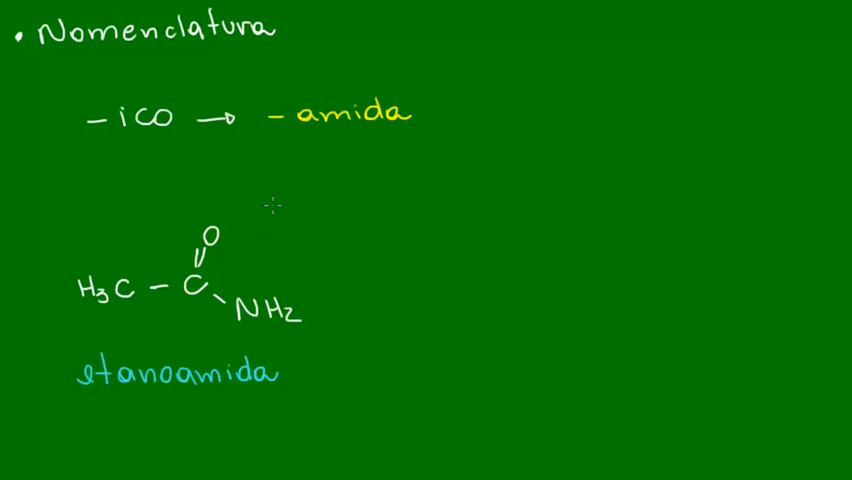 • Nomenclatura
- ico → - amida
O
H3C - C
NH2
etanoamida